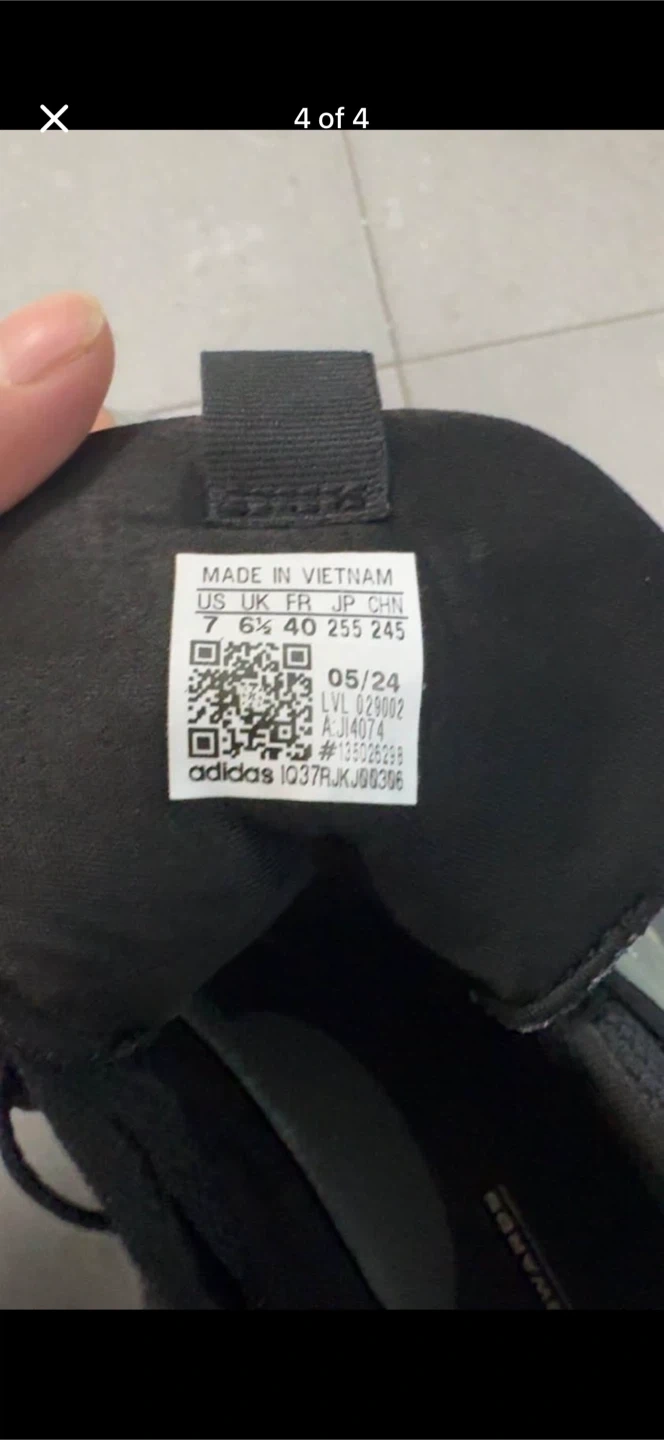 4 of 4
MADE IN VIETNAM
US UK FR JP CHN
7 6½ 40 255 245
05/24
LVL 029002
A:JI4074
#135026298
adidas IQ37RJKJ00306